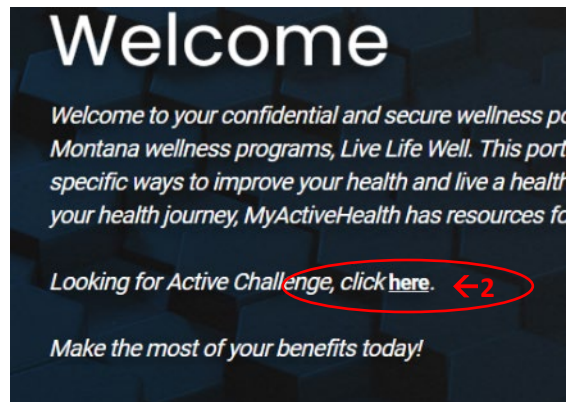 Welcome
Welcome to your confidential and secure wellness po
Montana wellness programs, Live Life Well. This port
specific ways to improve your health and live a health
your health journey, MyActiveHealth has resources fo
Looking for Active Challenge, click here. ←2
Make the most of your benefits today!